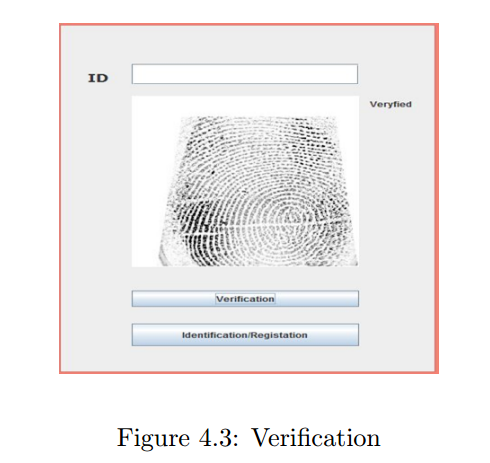 ID
Veryfied
Verification
Identification/Registation
Figure 4.3: Verification